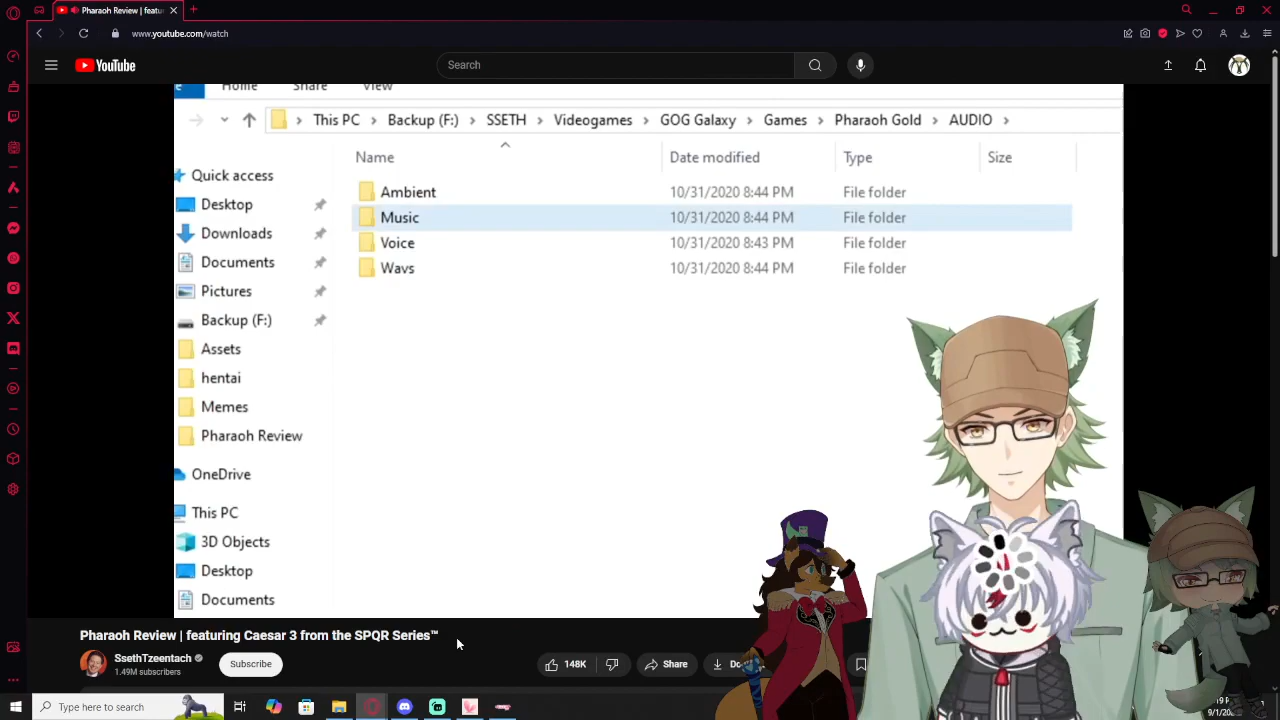 Pharaoh Review | featu
www.youtube.com/watch
YouTube
Search
Home Share View
This PC > Backup (F:) > SSETH > Videogames > GOG Galaxy > Games > Pharaoh Gold > AUDIO >
Name Date modified Type Size
Quick access
Desktop
Downloads
Documents
Pictures
Backup (F:)
Assets
hentai
Memes
Pharaoh Review
OneDrive
This PC
3D Objects
Desktop
Documents
Ambient 10/31/2020 8:44 PM File folder
Music 10/31/2020 8:44 PM File folder
Voice 10/31/2020 8:43 PM File folder
Wavs 10/31/2020 8:44 PM File folder
Pharaoh Review | featuring Caesar 3 from the SPQR Series™
SsethTzeentach
1.49M subscribers
Subscribe
148K
Share
Type here to search
9/1/